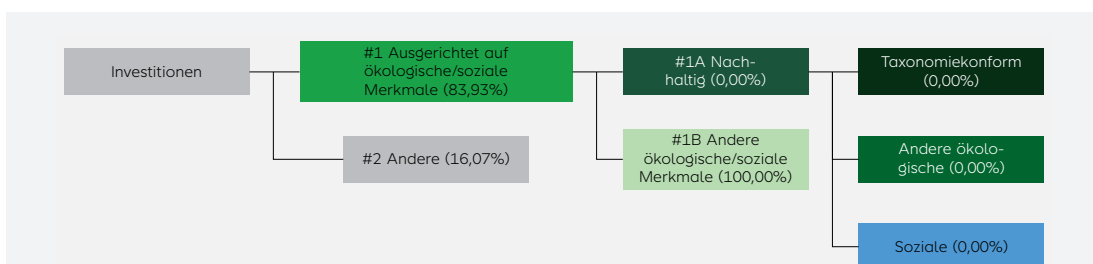 Investitionen
#1 Ausgerichtet auf
ökologische/soziale
Merkmale (83,93%)
#2 Andere (16,07%)
#1A Nach-
haltig (0,00%)
#1B Andere
ökologische/soziale
Merkmale (100,00%)
Taxonomiekonform
(0,00%)
Andere ökolo-
gische (0,00%)
Soziale (0,00%)